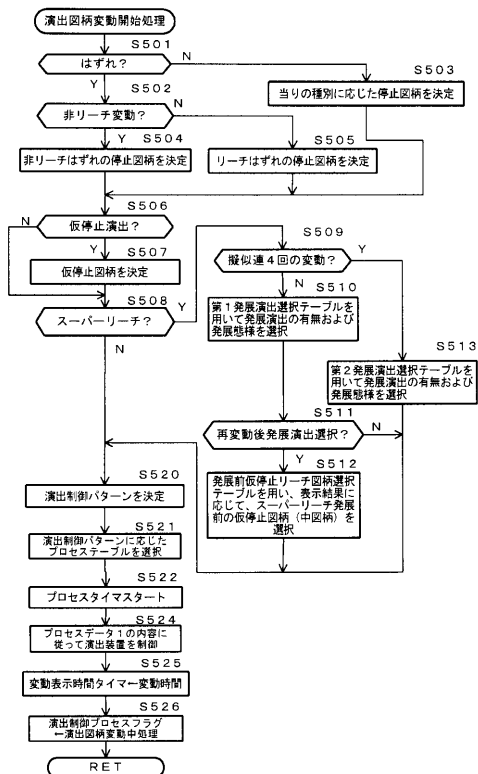 演出図柄変動開始処理
S501
はずれ?
N
Y
S502
S503
当りの種別に応じた停止図柄を決定
非リーチ変動?
N
Y
S504
S505
非リーチはずれの停止図柄を決定
リーチはずれの停止図柄を決定
S506
仮停止演出?
N
Y
S507
仮停止図柄を決定
S508
スーパーリーチ?
Y
N
S509
擬似連4回の変動?
Y
N
S510
第1発展演出選択テーブルを
用いて発展演出の有無および
発展態様を選択
S513
第2発展演出選択テーブルを
用いて発展演出の有無および
発展態様を選択
S511
再変動後発展演出選択?
N
Y
S512
発展前仮停止リーチ図柄選択
テーブルを用い、表示結果に
応じて、スーパーリーチ発展
前の仮停止図柄(中図柄)を
選択
S520
演出制御パターンを決定
S521
演出制御パターンに応じた
プロセステーブルを選択
S522
プロセスタイマスタート
S524
プロセスデータ1の内容に
従って演出装置を制御
S525
変動表示時間タイマー←変動時間
S526
演出制御プロセスフラグ
←演出図柄変動中処理
RET